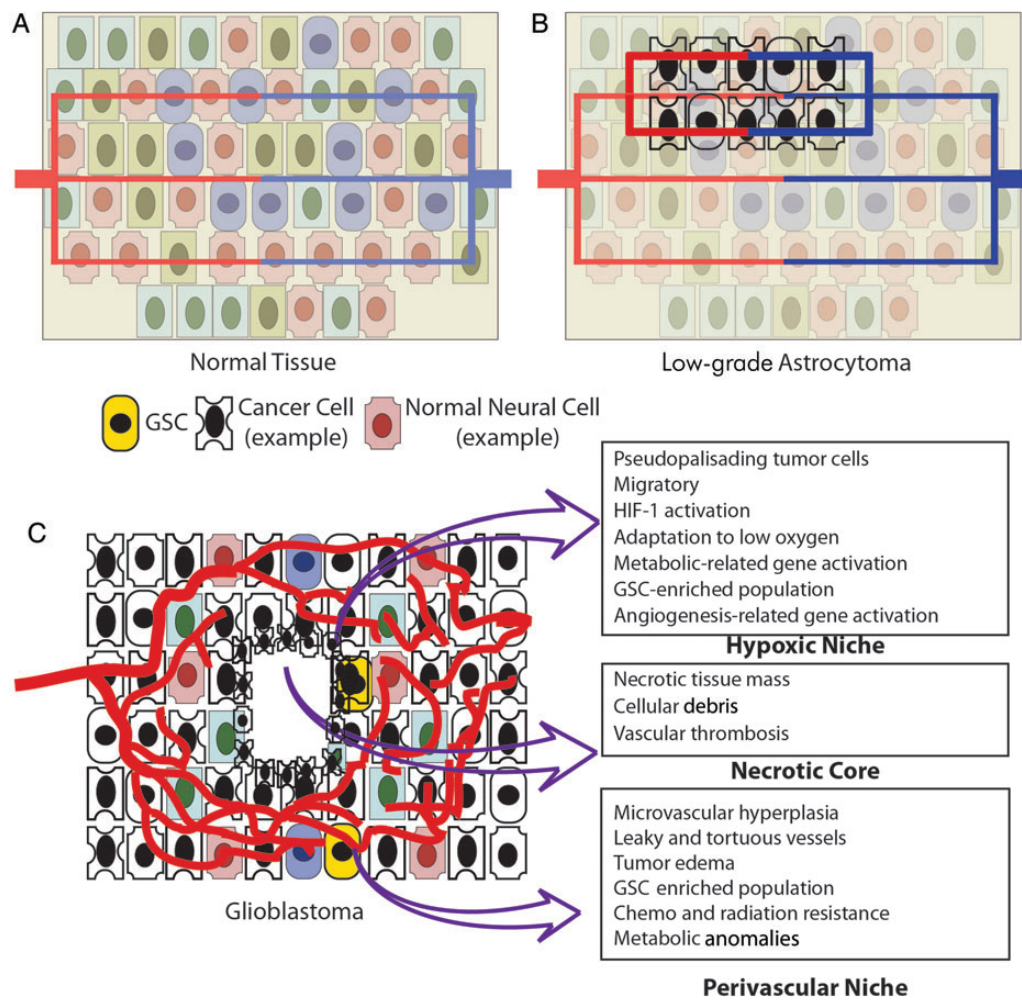 A
B
Normal Tissue
Low-grade Astrocytoma
GSC
Cancer Cell
(example)
Normal Neural Cell
(example)
C
Pseudopalisading tumor cells
Migratory
HIF-1 activation
Adaptation to low oxygen
Metabolic-related gene activation
GSC-enriched population
Angiogenesis-related gene activation
Hypoxic Niche
Necrotic tissue mass
Cellular debris
Vascular thrombosis
Necrotic Core
Microvascular hyperplasia
Leaky and tortuous vessels
Tumor edema
GSC enriched population
Chemo and radiation resistance
Metabolic anomalies
Perivascular Niche
Glioblastoma